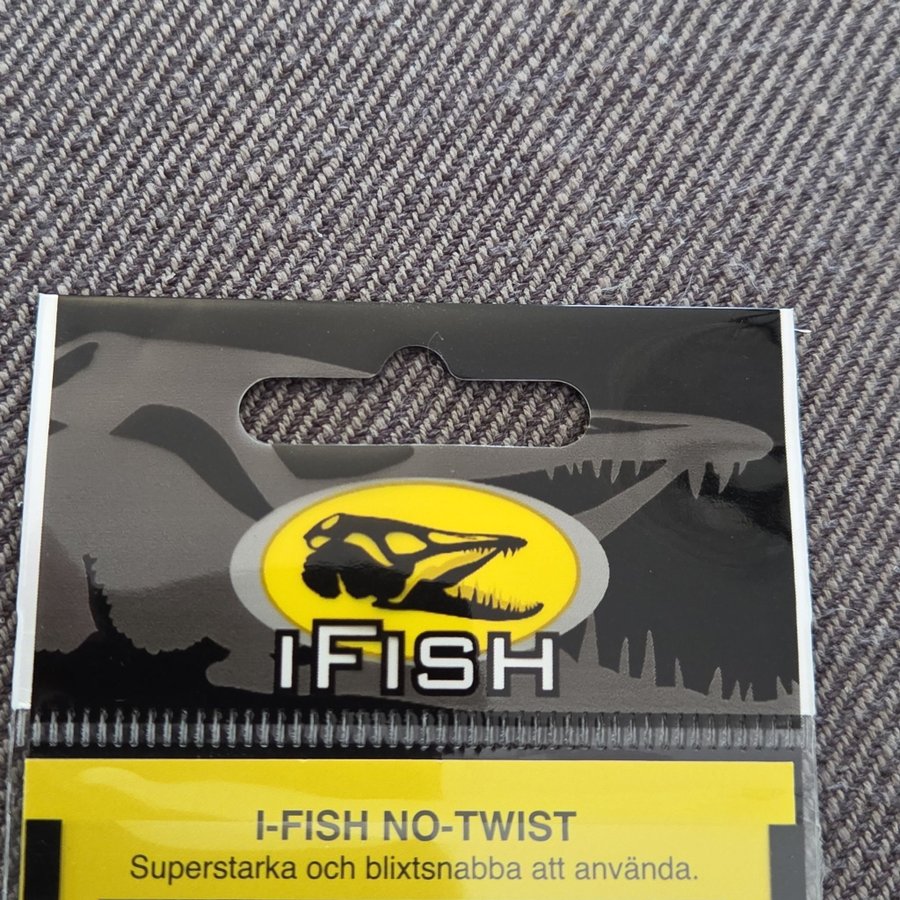 iFISH
I-FISH NO-TWIST
Superstarka och blixtsnabba att använda.